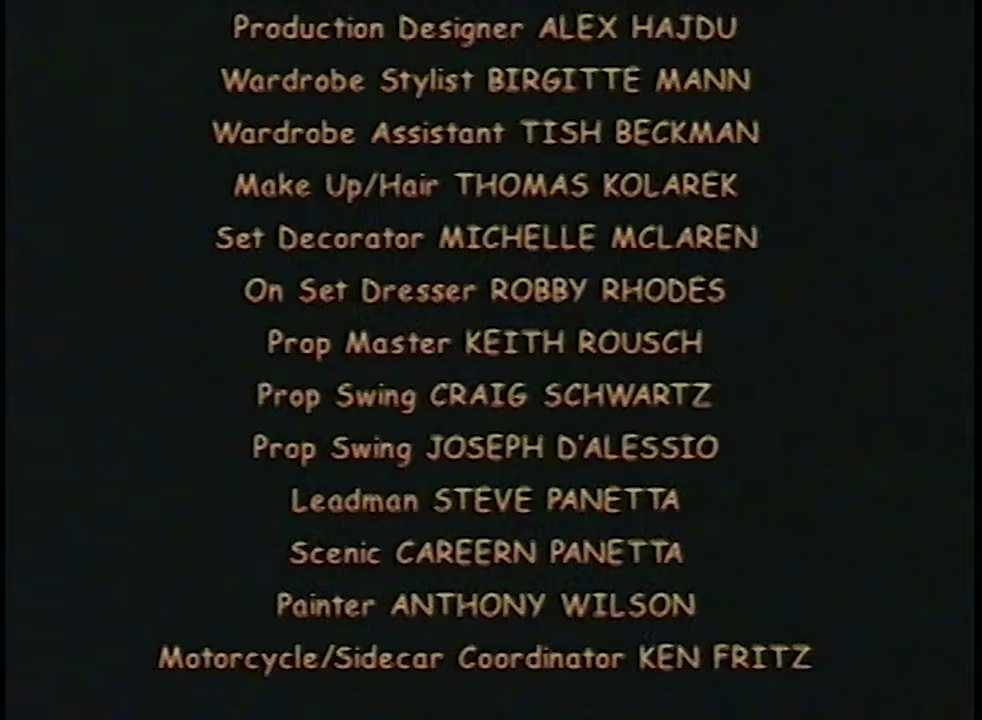 Production Designer ALEX HAJDU
Wardrobe Stylist BIRGITTE MANN
Wardrobe Assistant TISH BECKMAN
Make Up/Hair THOMAS KOLAREK
Set Decorator MICHELLE MCLAREN
On Set Dresser ROBBY RHODES
Prop Master KEITH ROUSCH
Prop Swing CRAIG SCHWARTZ
Prop Swing JOSEPH D'ALESSIO
Leadman STEVE PANETTA
Scenic CAREERN PANETTA
Painter ANTHONY WILSON
Motorcycle/Sidecar Coordinator KEN FRITZ